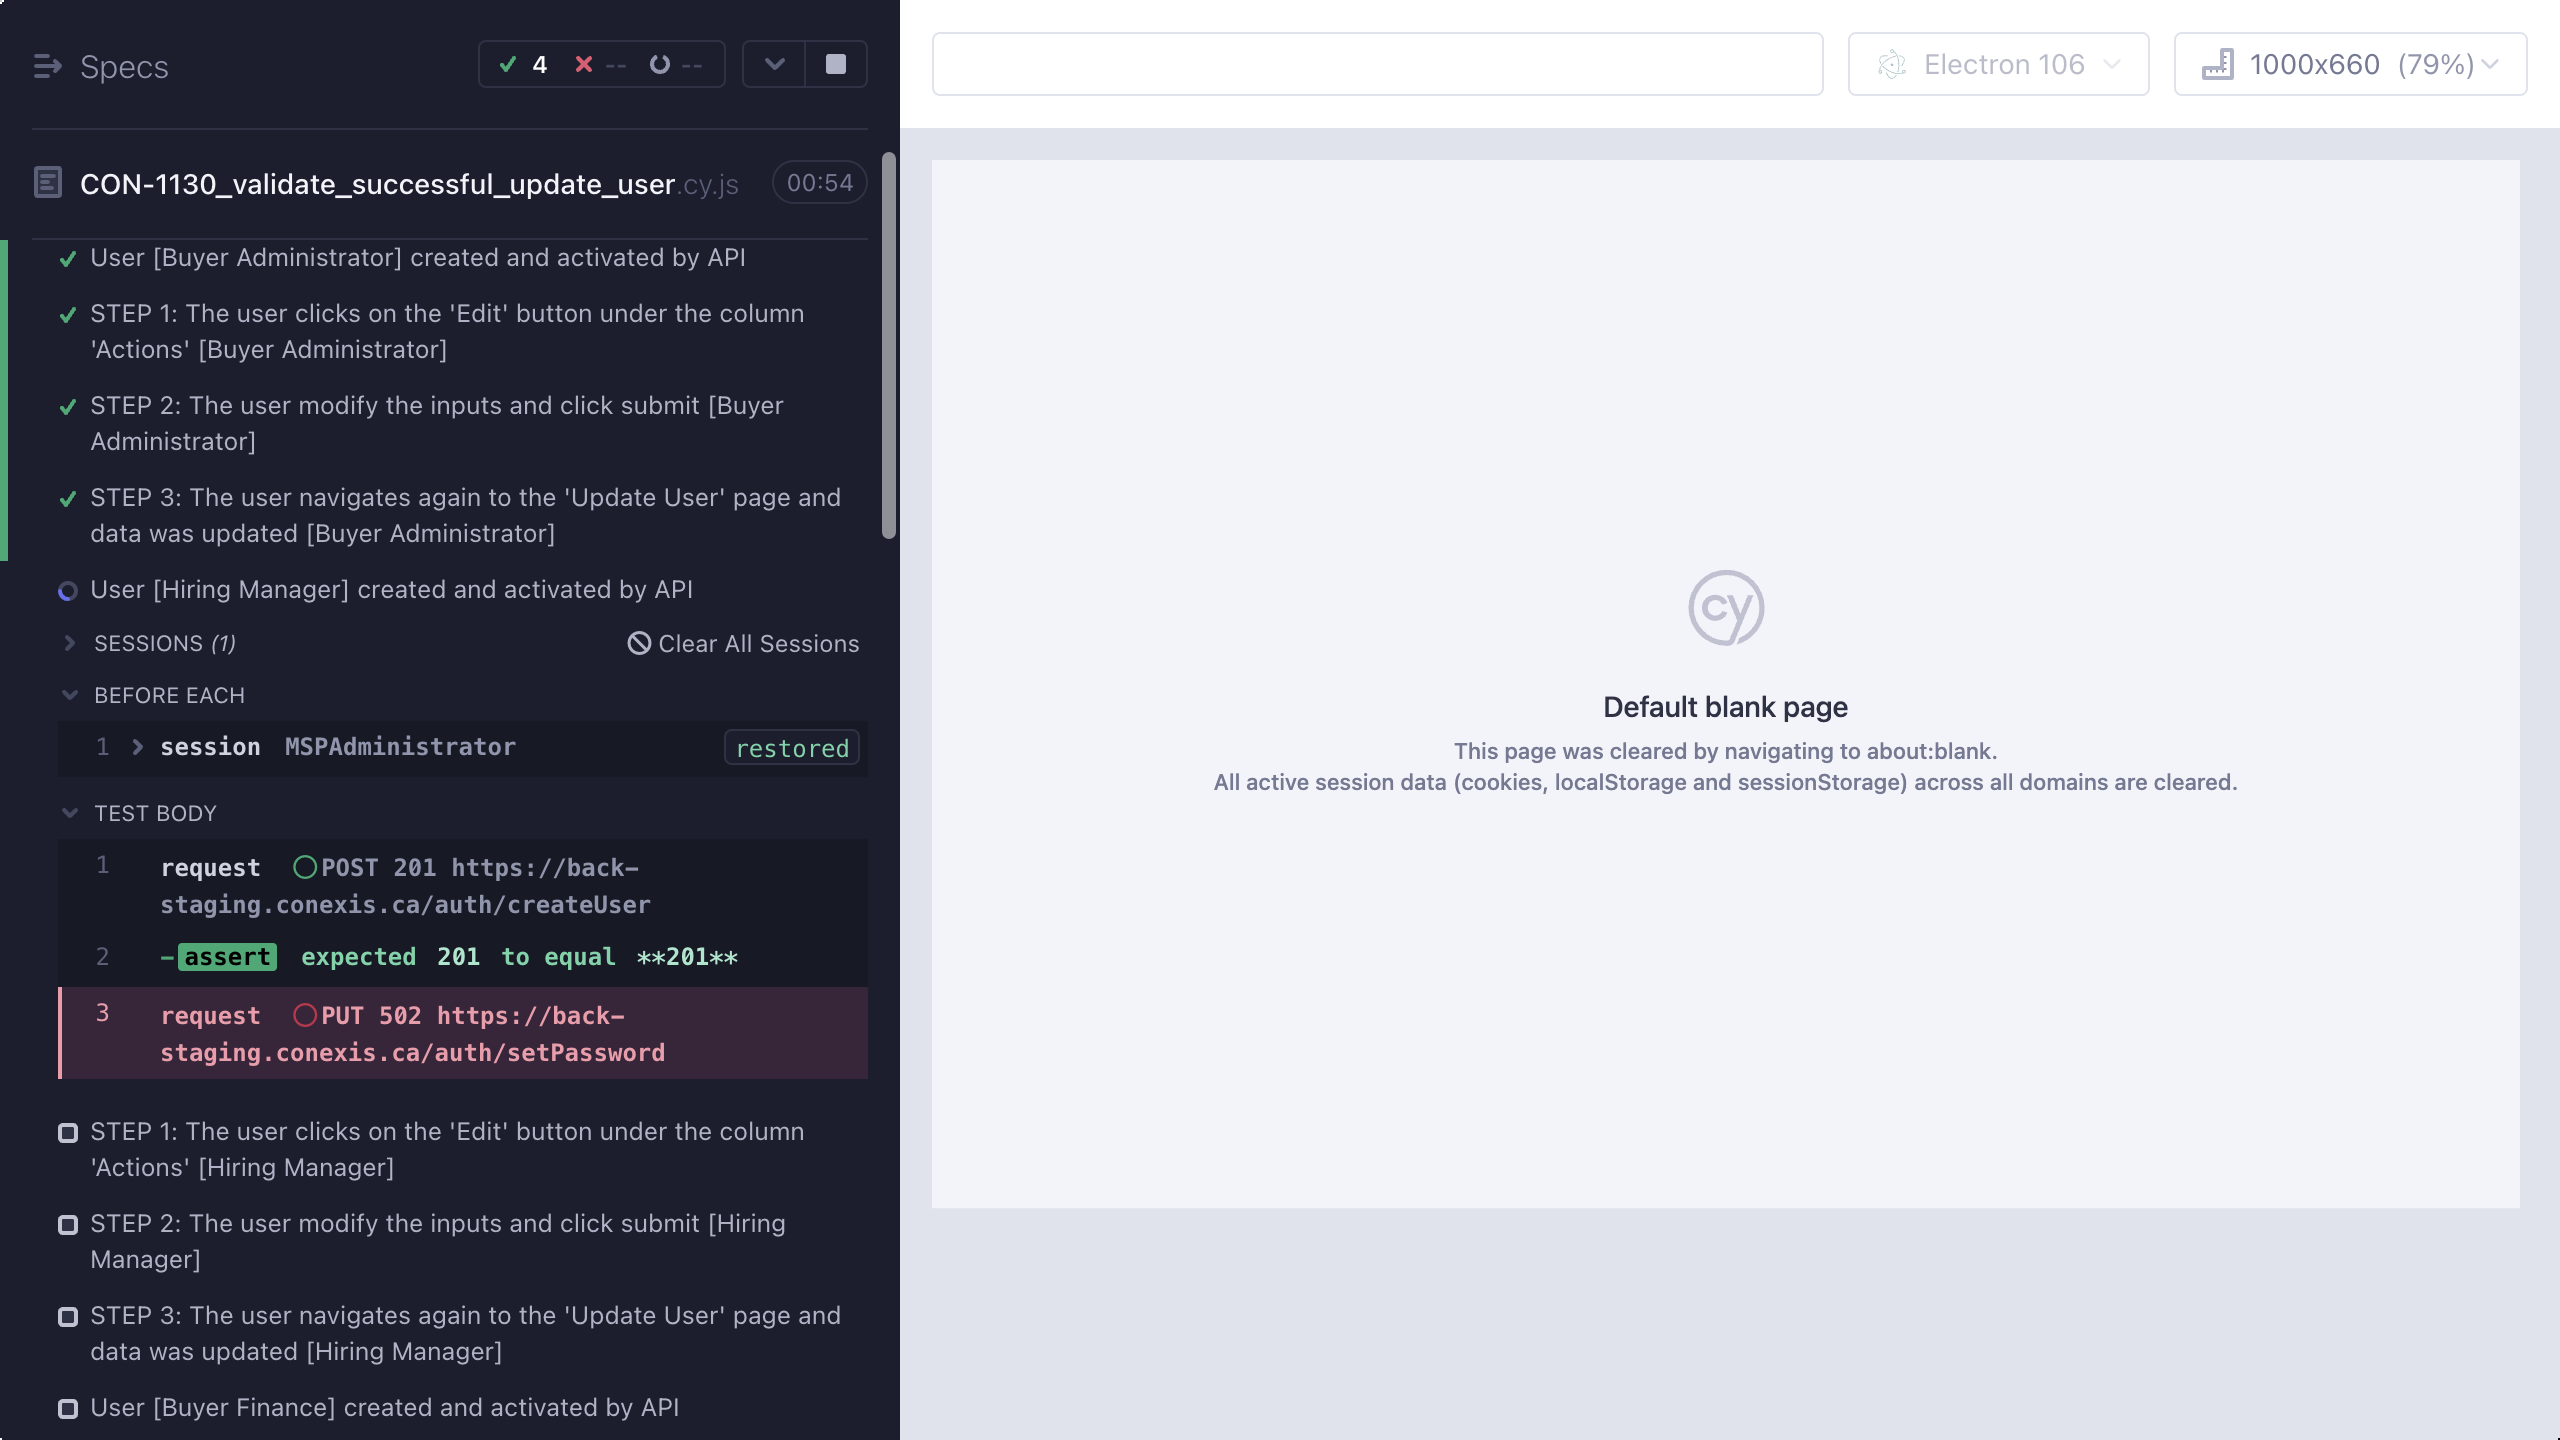 Specs
4 -- --
CON-1130_validate_successful_update_user.cy.js 00:54
User [Buyer Administrator] created and activated by API
STEP 1: The user clicks on the 'Edit' button under the column
'Actions' [Buyer Administrator]
STEP 2: The user modify the inputs and click submit [Buyer
Administrator]
STEP 3: The user navigates again to the 'Update User' page and
data was updated [Buyer Administrator]
User [Hiring Manager] created and activated by API
SESSIONS (1) Clear All Sessions
BEFORE EACH
1 session MSPAdministrator restored
TEST BODY
1 request POST 201 https://back-
staging.conexis.ca/auth/createUser
2 -assert expected 201 to equal **201**
3 request PUT 502 https://back-
staging.conexis.ca/auth/setPassword
STEP 1: The user clicks on the 'Edit' button under the column
'Actions' [Hiring Manager]
STEP 2: The user modify the inputs and click submit [Hiring
Manager]
STEP 3: The user navigates again to the 'Update User' page and
data was updated [Hiring Manager]
User [Buyer Finance] created and activated by API
Electron 106
1000x660 (79%)
cy
Default blank page
This page was cleared by navigating to about:blank.
All active session data (cookies, localStorage and sessionStorage) across all domains are cleared.